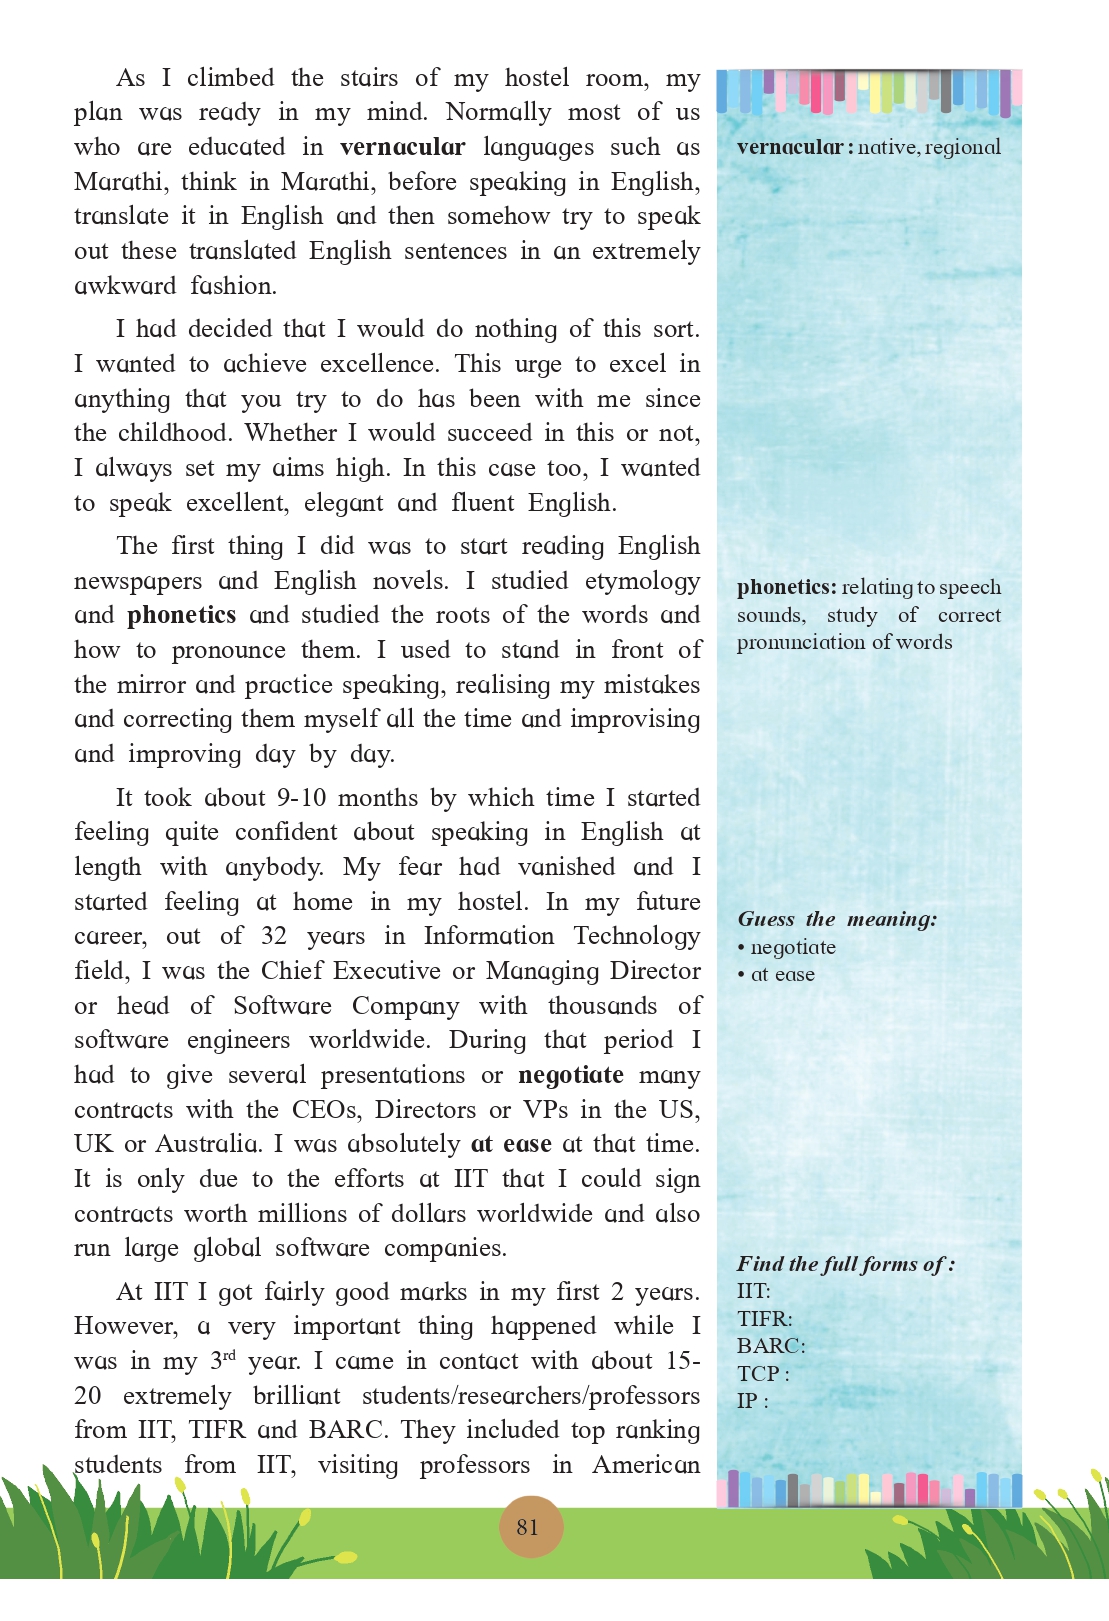 As I climbed the stairs of my hostel room, my
plan was ready in my mind. Normally most of us
who are educated in vernacular languages such as
Marathi, think in Marathi, before speaking in English,
translate it in English and then somehow try to speak
out these translated English sentences in an extremely
awkward fashion.
I had decided that I would do nothing of this sort.
I wanted to achieve excellence. This urge to excel in
anything that you try to do has been with me since
the childhood. Whether I would succeed in this or not,
I always set my aims high. In this case too, I wanted
to speak excellent, elegant and fluent English.
The first thing I did was to start reading English
newspapers and English novels. I studied etymology
and phonetics and studied the roots of the words and
how to pronounce them. I used to stand in front of
the mirror and practice speaking, realising my mistakes
and correcting them myself all the time and improvising
and improving day by day.
It took about 9-10 months by which time I started
feeling quite confident about speaking in English at
length with anybody. My fear had vanished and I
started feeling at home in my hostel. In my future
career, out of 32 years in Information Technology
field, I was the Chief Executive or Managing Director
or head of Software Company with thousands of
software engineers worldwide. During that period I
had to give several presentations or negotiate many
contracts with the CEOs, Directors or VPs in the US,
UK or Australia. I was absolutely at ease at that time.
It is only due to the efforts at IIT that I could sign
contracts worth millions of dollars worldwide and also
run large global software companies.
At IIT I got fairly good marks in my first 2 years.
However, a very important thing happened while I
was in my 3rd year. I came in contact with about 15-
20 extremely brilliant students/researchers/professors
from IIT, TIFR and BARC. They included top ranking
students from IIT, visiting professors in American
vernacular : native, regional
phonetics: relating to speech
sounds, study of correct
pronunciation of words
Guess the meaning:
• negotiate
• at ease
Find the full forms of :
IIT:
TIFR:
BARC:
TCP :
IP :
81